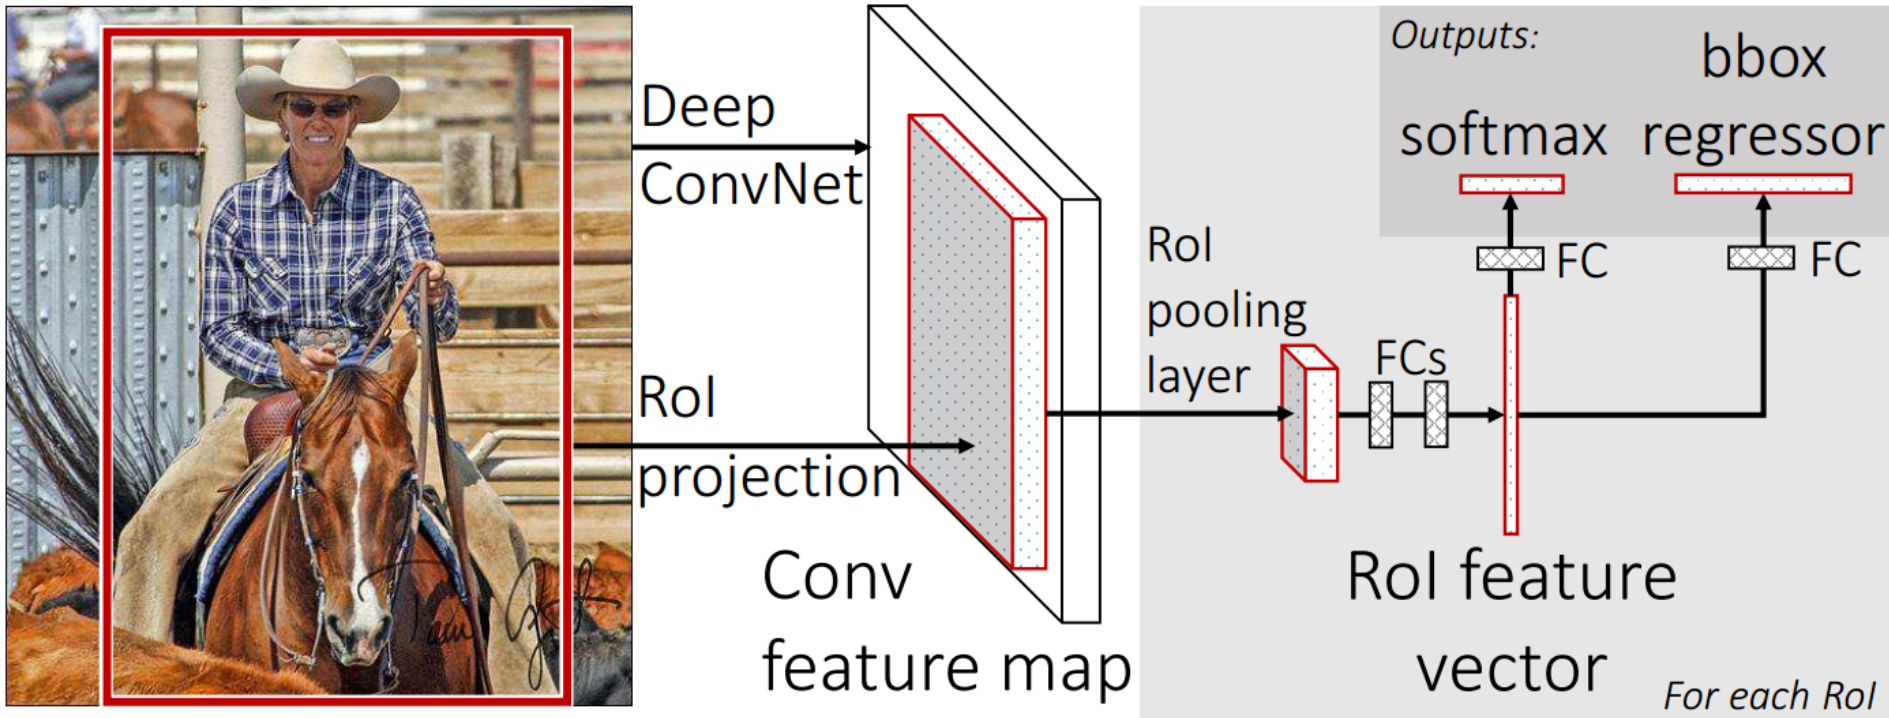 Deep
ConvNet
RoI
projection
Conv
feature map
RoI
pooling
layer
FCs
RoI feature
vector
For each RoI
Outputs:
softmax
bbox
regressor
FC
FC